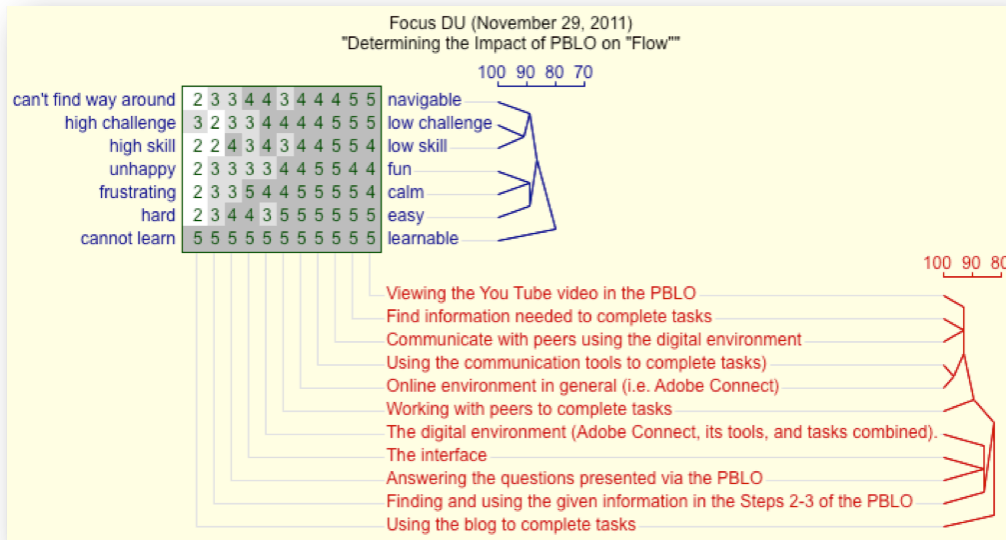 Focus DU (November 29, 2011)
"Determining the Impact of PBLO on "Flow""
100 90 80 70
can't find way around 2 3 3 4 4 3 4 4 4 5 5 navigable
high challenge 3 2 3 3 4 4 4 4 5 5 5 low challenge
high skill 2 2 4 3 4 3 4 4 5 5 4 low skill
unhappy 2 3 3 3 3 4 4 5 5 4 4 fun
frustrating 2 3 3 5 4 4 5 5 5 5 4 calm
hard 2 3 4 4 3 5 5 5 5 5 5 easy
cannot learn 5 5 5 5 5 5 5 5 5 5 5 learnable
100 90 80
Viewing the You Tube video in the PBLO
Find information needed to complete tasks
Communicate with peers using the digital environment
Using the communication tools to complete tasks)
Online environment in general (i.e. Adobe Connect)
Working with peers to complete tasks
The digital environment (Adobe Connect, its tools, and tasks combined).
The interface
Answering the questions presented via the PBLO
Finding and using the given information in the Steps 2-3 of the PBLO
Using the blog to complete tasks